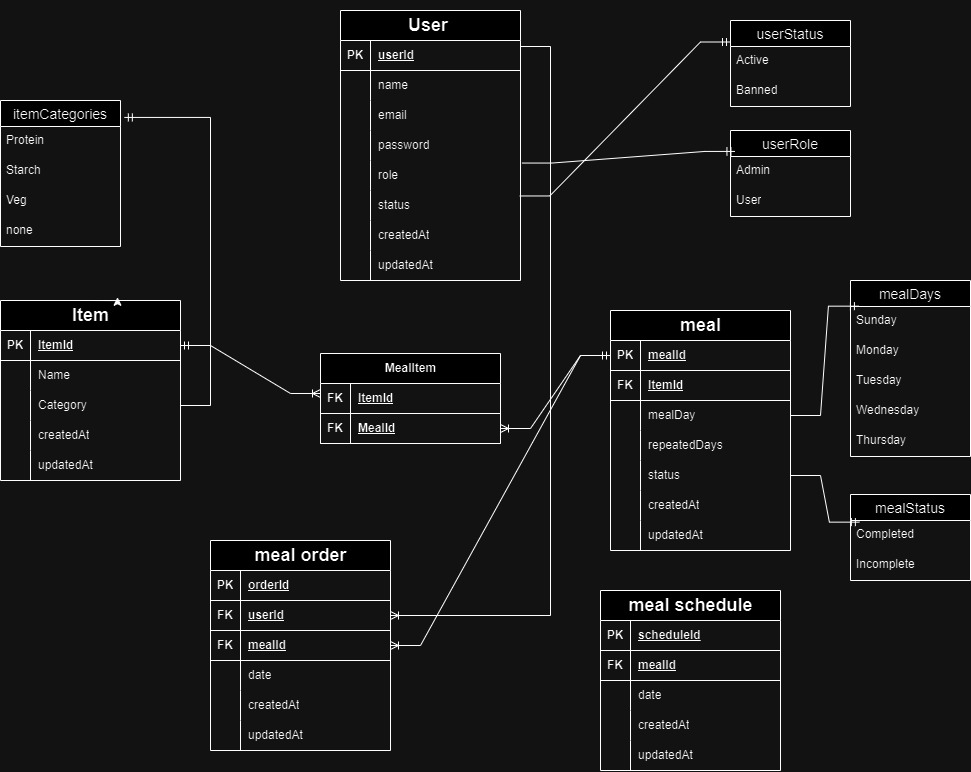 User
PK userId
name
email
password
role
status
createdAt
updatedAt
userStatus
Active
Banned
userRole
Admin
User
itemCategories
Protein
Starch
Veg
none
Item
PK ItemId
Name
Category
createdAt
updatedAt
MealItem
FK ItemId
FK MealId
meal
PK mealId
FK ItemId
mealDay
repeatedDays
status
createdAt
updatedAt
mealDays
Sunday
Monday
Tuesday
Wednesday
Thursday
mealStatus
Completed
Incomplete
meal order
PK orderId
FK userId
FK mealId
date
createdAt
updatedAt
meal schedule
PK scheduleId
FK mealId
date
createdAt
updatedAt